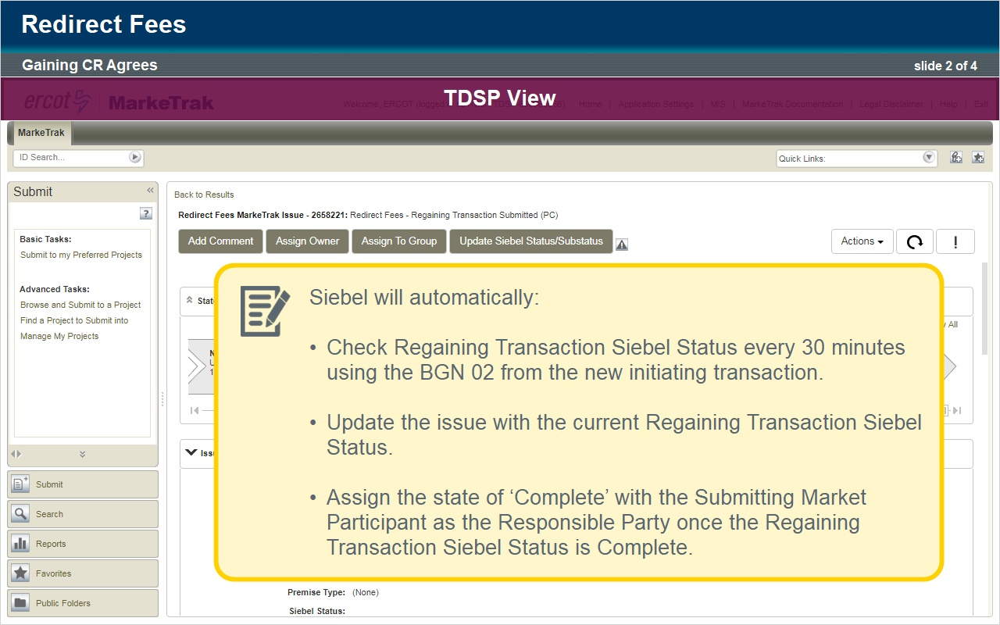 Redirect Fees
Gaining CR Agrees
slide 2 of 4
TDSP View
ercot MarkeTrak
Welcome, ERCOT (logged
Home | Application Settings | MIS | MarkeTrak Documentation | Legal Disclaimer | Help | Exit
MarkeTrak
ID Search...
Quick Links:
Submit
Back to Results
Redirect Fees MarkeTrak Issue - 2658221: Redirect Fees - Regaining Transaction Submitted (PC)
Add Comment Assign Owner Assign To Group Update Siebel Status/Substatus
Actions
Basic Tasks:
Submit to my Preferred Projects
Advanced Tasks:
Browse and Submit to a Project
Find a Project to Submit into
Manage My Projects
Siebel will automatically:
• Check Regaining Transaction Siebel Status every 30 minutes
using the BGN 02 from the new initiating transaction.
• Update the issue with the current Regaining Transaction Siebel
Status.
• Assign the state of ‘Complete’ with the Submitting Market
Participant as the Responsible Party once the Regaining
Transaction Siebel Status is Complete.
All
Submit
Search
Reports
Favorites
Public Folders
Premise Type: (None)
Siebel Status: